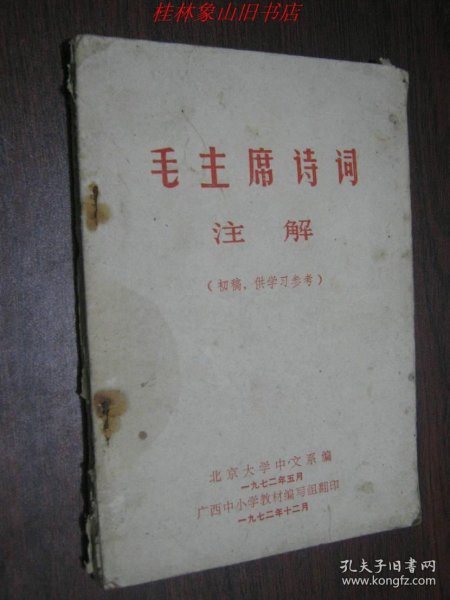 桂林象山旧书店
毛主席诗词
注解
（初稿，供学习参考）
北京大学中文系编
一九七二年五月
广西中小学教材编写组翻印
一九七二年十二月
孔夫子旧书网
www.kongfz.com